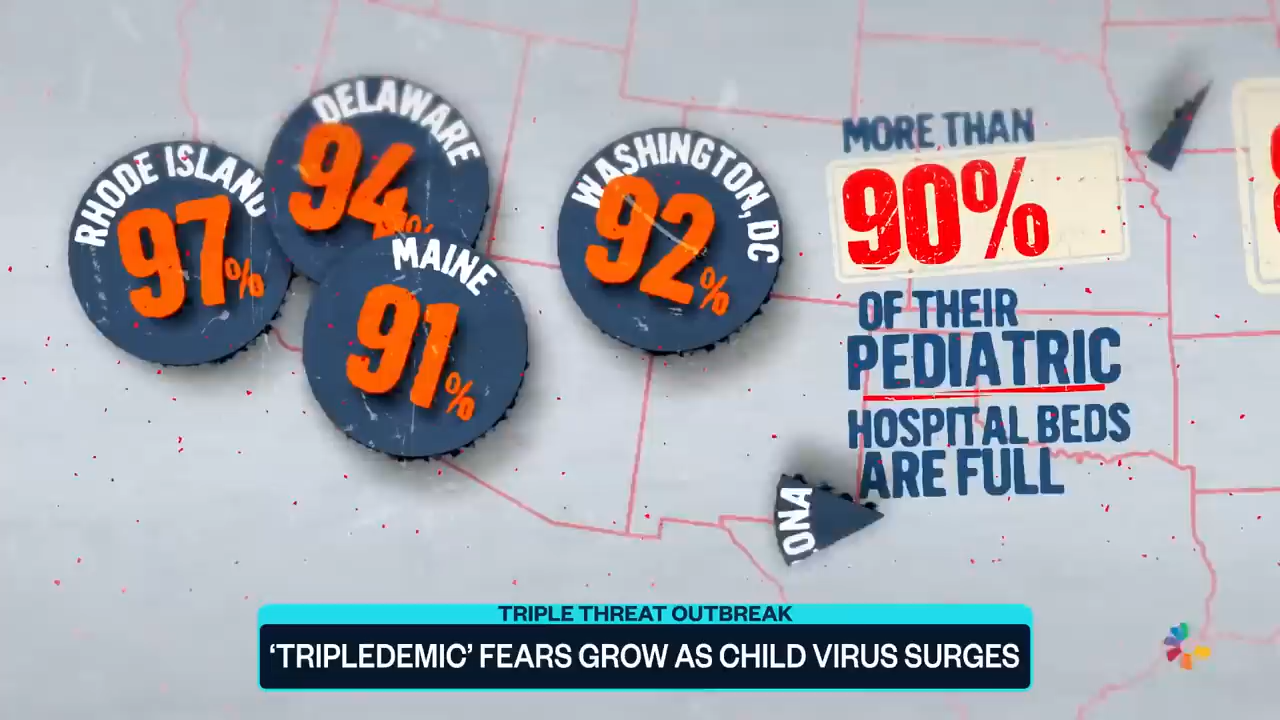 RHODE ISLAND
97%
DELAWARE
94%
MAINE
91%
WASHINGTON, DC
92%
MORE THAN
90%
OF THEIR
PEDIATRIC
HOSPITAL BEDS
ARE FULL
ONA
TRIPLE THREAT OUTBREAK
‘TRIPLEDEMIC’ FEARS GROW AS CHILD VIRUS SURGES